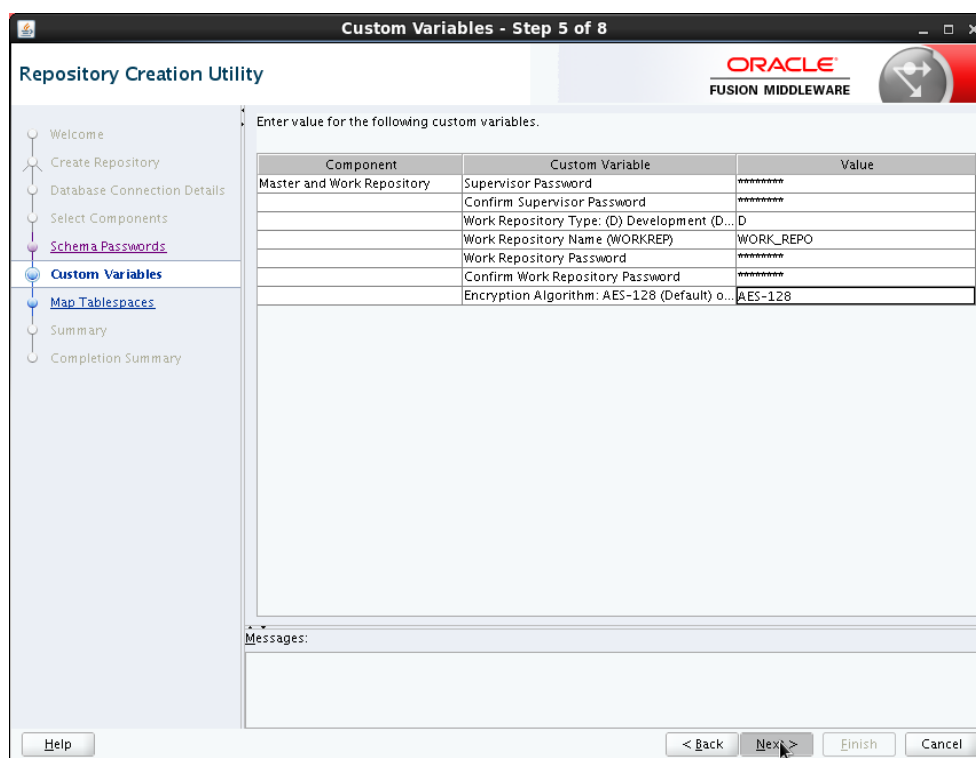 Custom Variables - Step 5 of 8
Repository Creation Utility
ORACLE
FUSION MIDDLEWARE
Welcome
Create Repository
Database Connection Details
Select Components
Schema Passwords
Custom Variables
Map Tablespaces
Summary
Completion Summary
Enter value for the following custom variables.
Component Custom Variable Value
Master and Work Repository Supervisor Password ********
Confirm Supervisor Password ********
Work Repository Type: (D) Development (D... D
Work Repository Name (WORKREP) WORK_REPO
Work Repository Password ********
Confirm Work Repository Password ********
Encryption Algorithm: AES-128 (Default) o... AES-128
Messages:
Help < Back Next > Finish Cancel